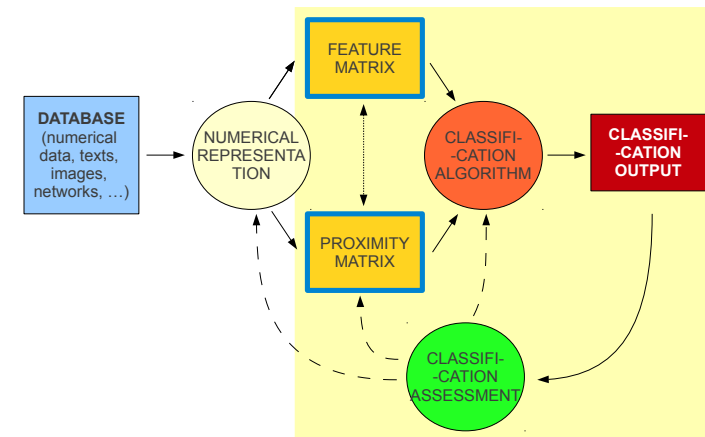 DATABASE
(numerical
data, texts,
images,
networks, …)
NUMERICAL
REPRESENTA
TION
FEATURE
MATRIX
PROXIMITY
MATRIX
CLASSIFI-
-CATION
ALGORITHM
CLASSIFI-
-CATION
OUTPUT
CLASSIFI-
-CATION
ASSESSMENT